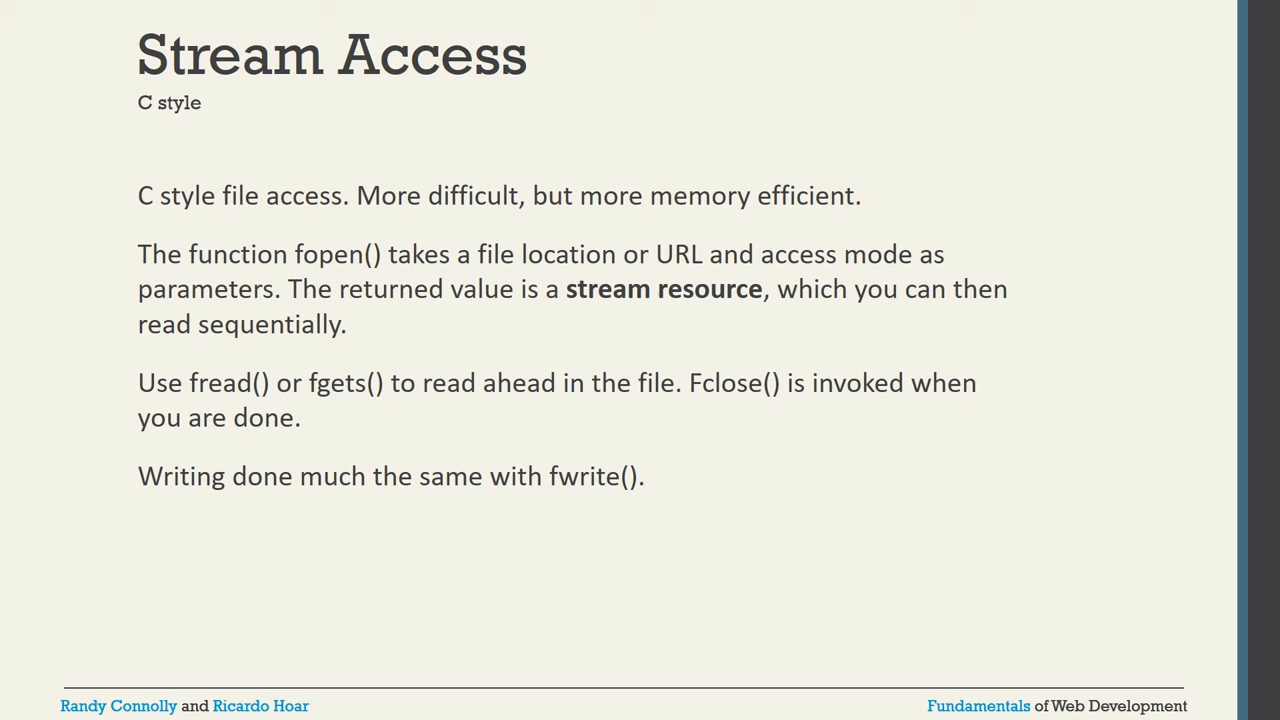 Stream Access
C style
C style file access. More difficult, but more memory efficient.
The function fopen() takes a file location or URL and access mode as
parameters. The returned value is a stream resource, which you can then
read sequentially.
Use fread() or fgets() to read ahead in the file. Fclose() is invoked when
you are done.
Writing done much the same with fwrite().
Randy Connolly and Ricardo Hoar
Fundamentals of Web Development